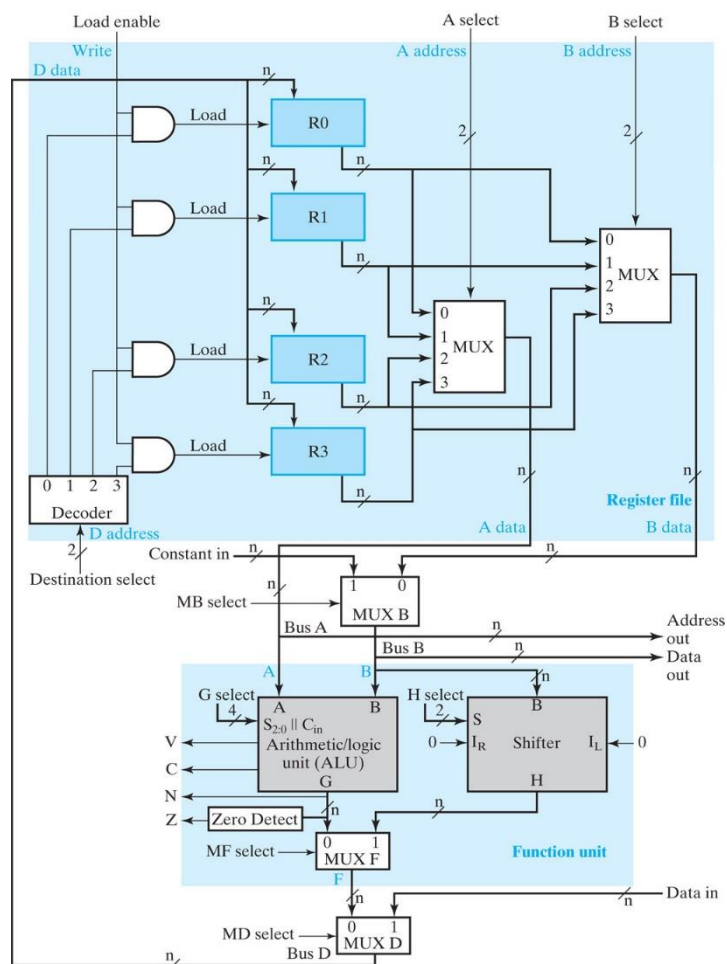 Load enable
A select
B select
Write
A address
B address
D data
n
Load
R0
2
2
n
n
Load
R1
0
1
MUX
2
3
n
n
0
1
MUX
2
3
Load
R2
n
n
Load
R3
0 1 2 3
n
n
n
Decoder
Register file
D address
A data
B data
2
Constant in
n
n
Destination select
n
1 0
MB select
MUX B
Bus A
n
Address out
Bus B
n
Data out
A
B
n
G select
4
A
B
H select
2
B
S2:0 || Cin
S
V
Arithmetic/logic unit (ALU)
0
IR
Shifter
IL
0
C
G
H
N
n
n
Z
Zero Detect
0 1
MF select
MUX F
Function unit
F
n
Data in
n
0 1
MD select
MUX D
n
Bus D